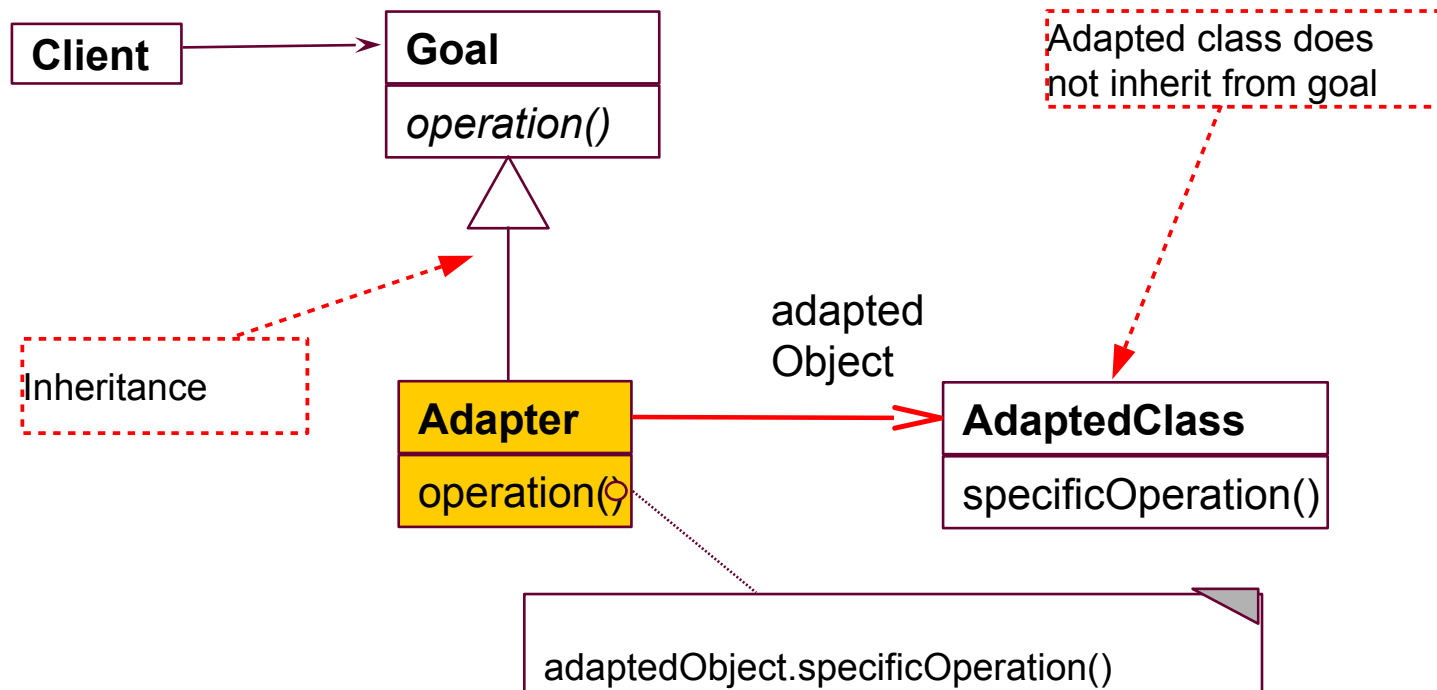 Client
Goal
operation()
Adapted class does
not inherit from goal
Inheritance
adapted
Object
Adapter
operation()
AdaptedClass
specificOperation()
adaptedObject.specificOperation()